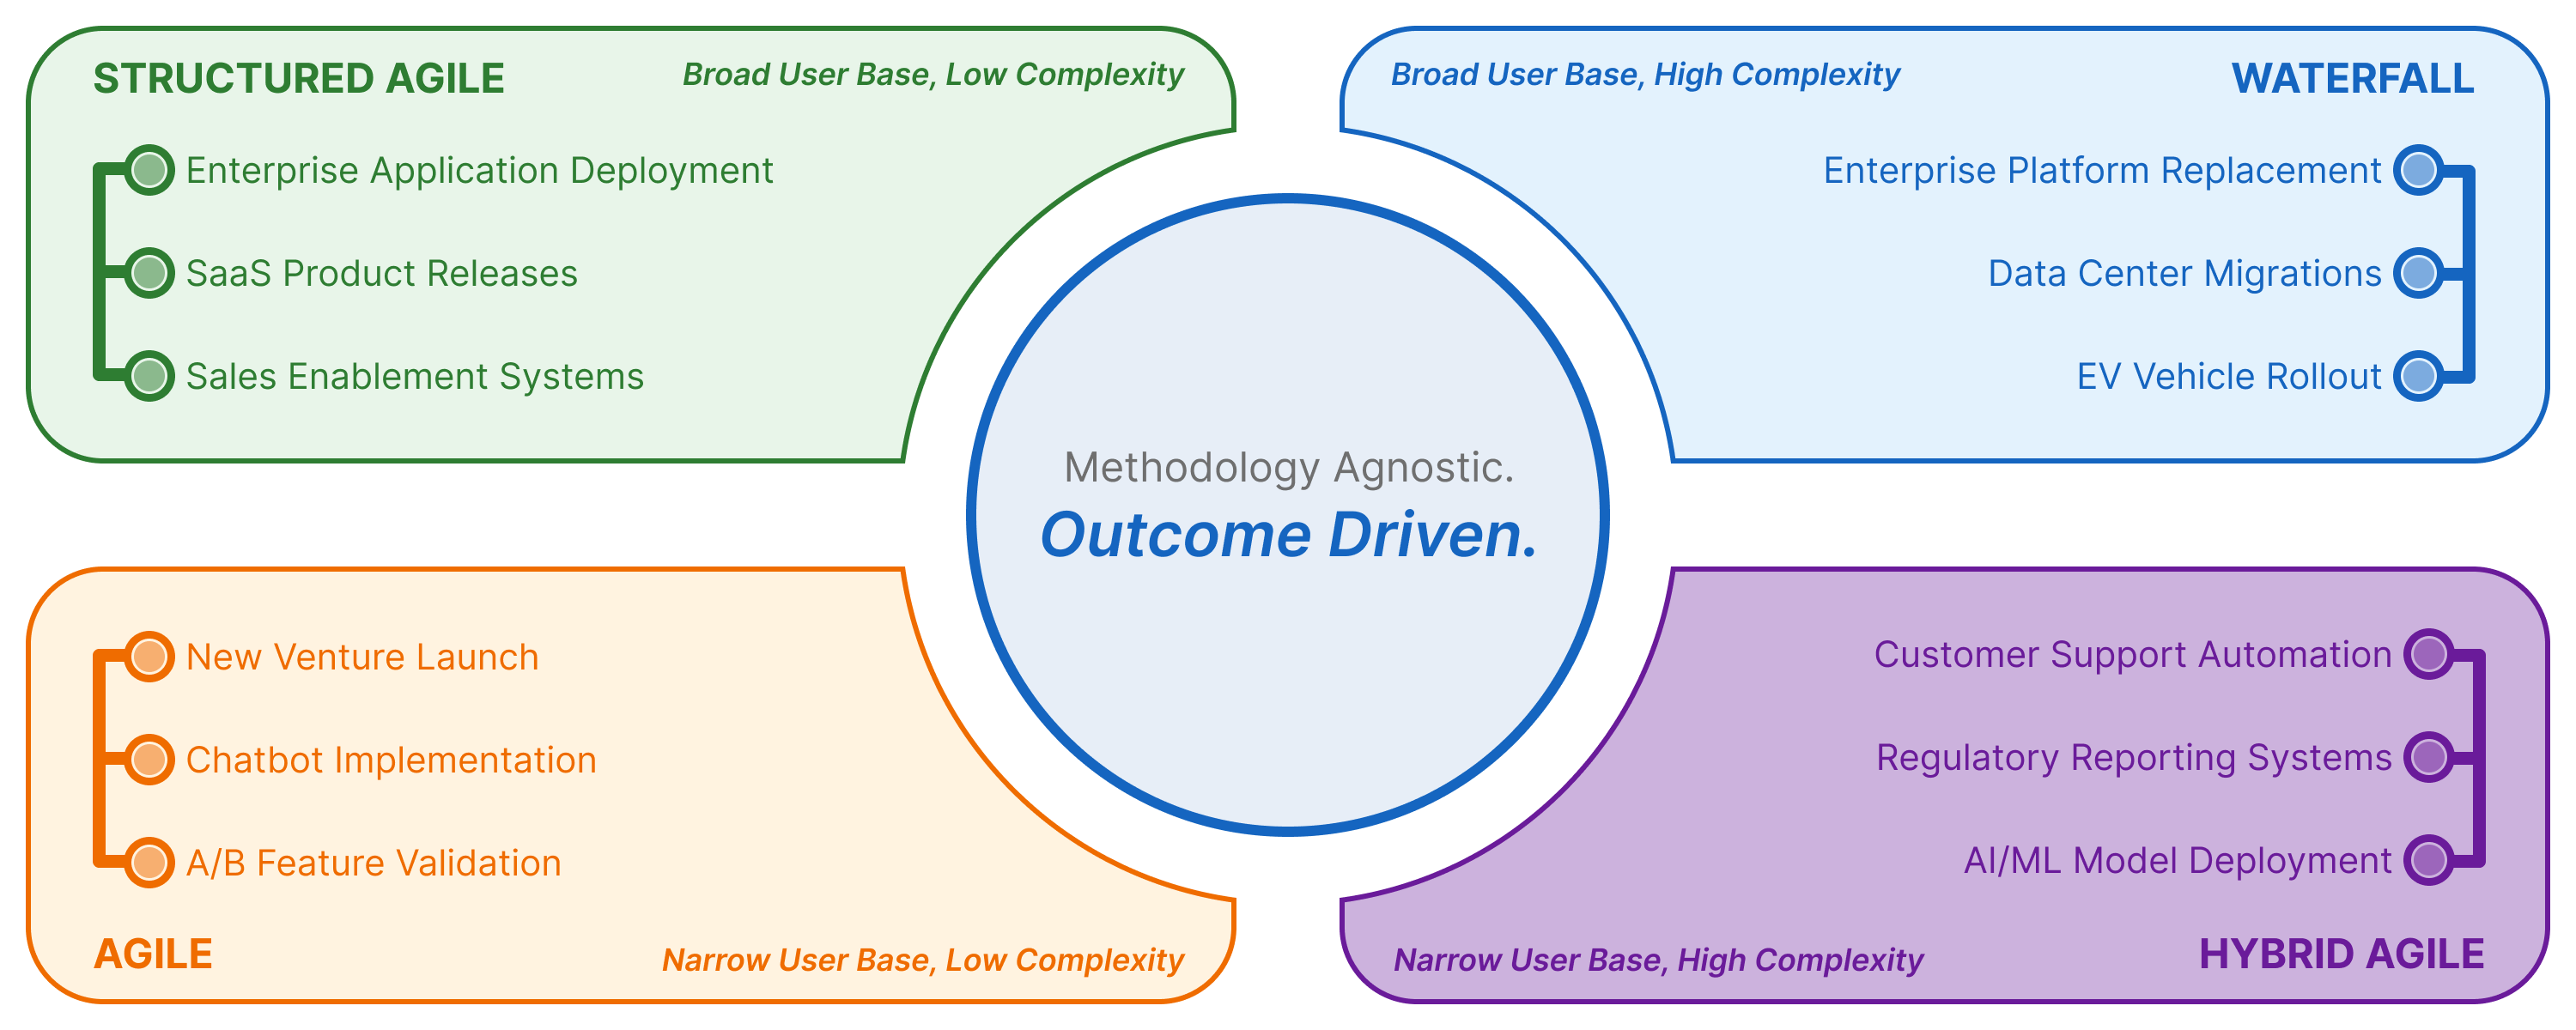 STRUCTURED AGILE
Broad User Base, Low Complexity
Enterprise Application Deployment
SaaS Product Releases
Sales Enablement Systems
Broad User Base, High Complexity
WATERFALL
Enterprise Platform Replacement
Data Center Migrations
EV Vehicle Rollout
Methodology Agnostic.
Outcome Driven.
New Venture Launch
Chatbot Implementation
A/B Feature Validation
AGILE
Narrow User Base, Low Complexity
Customer Support Automation
Regulatory Reporting Systems
AI/ML Model Deployment
Narrow User Base, High Complexity
HYBRID AGILE